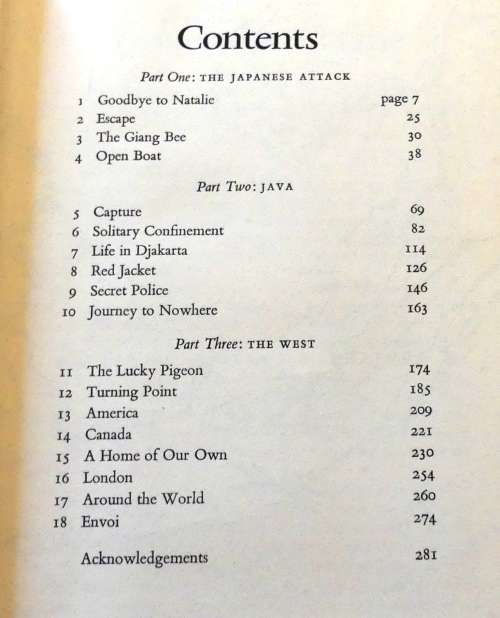 Contents
Part One: THE JAPANESE ATTACK
1 Goodbye to Natalie page 7
2 Escape 25
3 The Giang Bee 30
4 Open Boat 38
Part Two: JAVA
5 Capture 69
6 Solitary Confinement 82
7 Life in Djakarta 114
8 Red Jacket 126
9 Secret Police 146
10 Journey to Nowhere 163
Part Three: THE WEST
11 The Lucky Pigeon 174
12 Turning Point 185
13 America 209
14 Canada 221
15 A Home of Our Own 230
16 London 254
17 Around the World 260
18 Envoi 274
Acknowledgements 281